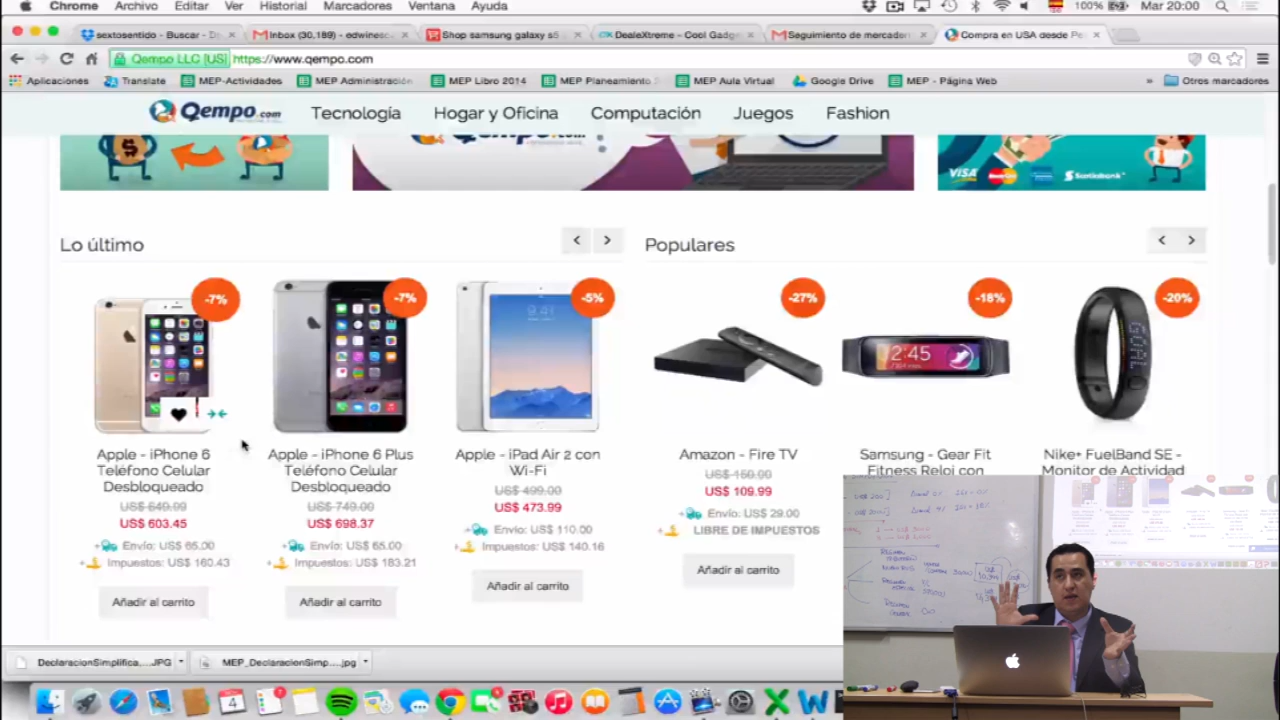 Chrome Archivo Editar Ver Historial Marcadores Ventana Ayuda 100% Mar 20:00
sextosentido - Buscar - D
Inbox (30,189) - edwinesc
Shop samsung galaxy s5
DealeXtreme - Cool Gadg
Seguimiento de mercader
Compra en USA desde Pe
Qempo LLC [US] https://www.qempo.com
Aplicaciones Translate MEP-Actividades MEP Administración MEP Libro 2014 MEP Planeamiento MEP Aula Virtual Google Drive MEP - Página Web » Otros marcadores
Qempo.com Tecnología Hogar y Oficina Computación Juegos Fashion
VISA MasterCard Scotiabank
Lo último
Populares
-7%
-7%
-5%
-27%
-18%
-20%
Apple - iPhone 6
Teléfono Celular
Desbloqueado
US$ 649.99
US$ 603.45
Envío: US$ 65.00
Impuestos: US$ 160.43
Añadir al carrito
Apple - iPhone 6 Plus
Teléfono Celular
Desbloqueado
US$ 749.00
US$ 698.37
Envío: US$ 65.00
Impuestos: US$ 183.21
Añadir al carrito
Apple - iPad Air 2 con
Wi-Fi
US$ 499.00
US$ 473.99
Envío: US$ 110.00
Impuestos: US$ 140.16
Añadir al carrito
Amazon - Fire TV
US$ 150.00
US$ 109.99
Envío: US$ 29.00
LIBRE DE IMPUESTOS
Añadir al carrito
Samsung - Gear Fit
Fitness Reloj con
Nike+ FuelBand SE -
Monitor de Actividad
DeclaracionSimplifica....JPG
MEP_DeclaracionSimp....jpg